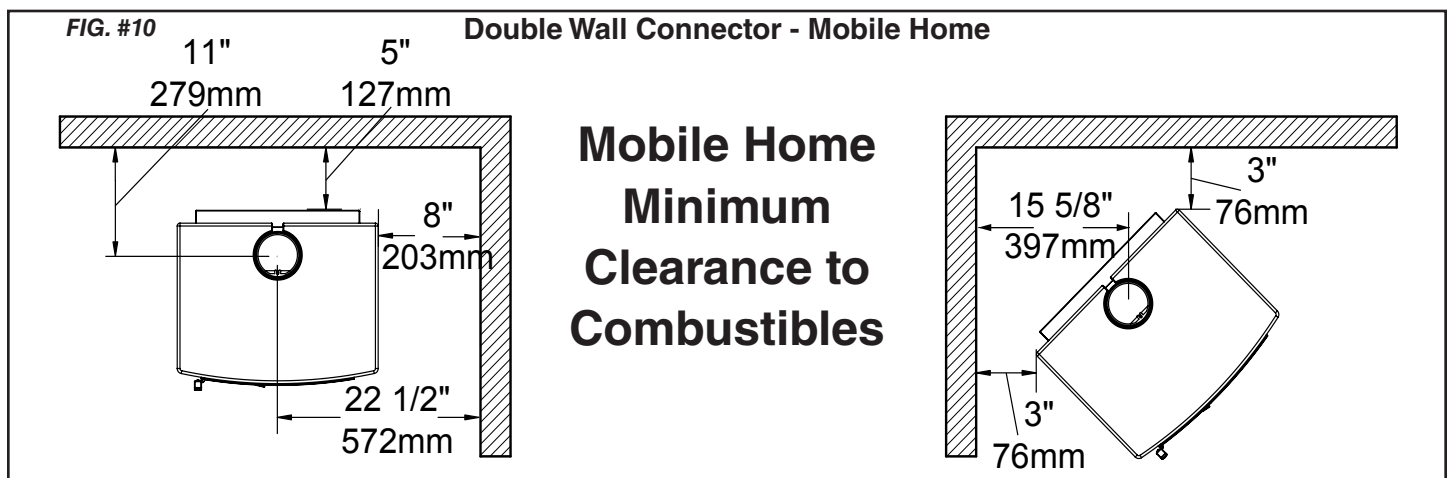 FIG. #10
Double Wall Connector - Mobile Home
11"
279mm
5"
127mm
8"
203mm
22 1/2"
572mm
Mobile Home
Minimum
Clearance to
Combustibles
15 5/8"
397mm
3"
76mm
3"
76mm